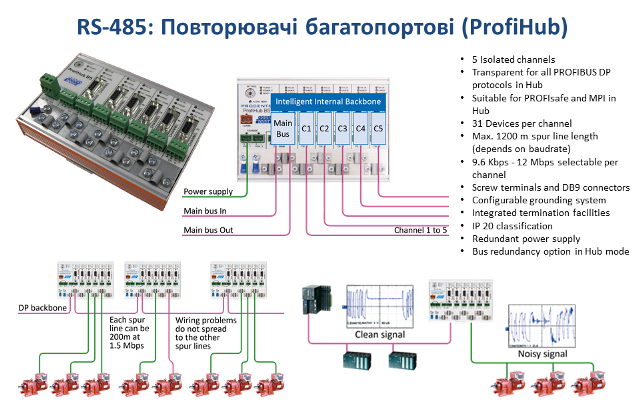 RS-485: Повторювачі багатопортові (ProfiHub)
PROCENTEC
ProfiHub B5
Intelligent Internal Backbone
Main
Bus
C1
C2
C3
C4
C5
Power supply
Main bus In
Main bus Out
Channel 1 to 5
• 5 Isolated channels
• Transparent for all PROFIBUS DP
protocols in Hub
• Suitable for PROFIsafe and MPI in
Hub
• 31 Devices per channel
• Max. 1200 m spur line length
(depends on baudrate)
• 9.6 Kbps - 12 Mbps selectable per
channel
• Screw terminals and DB9 connectors
• Configurable grounding system
• Integrated termination facilities
• IP 20 classification
• Redundant power supply
• Bus redundancy option in Hub mode
DP backbone
Each spur
line can be
200m at
1.5 Mbps
Wiring problems
do not spread
to the other
spur lines
Clean signal
Noisy signal